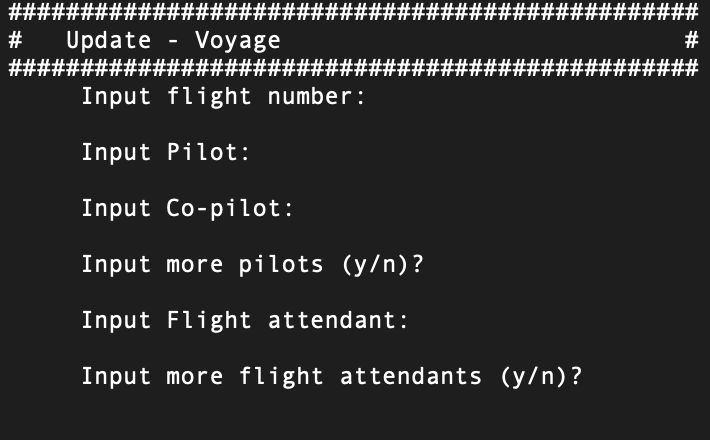 ################################################
#   Update - Voyage                            #
################################################
Input flight number:
Input Pilot:
Input Co-pilot:
Input more pilots (y/n)?
Input Flight attendant:
Input more flight attendants (y/n)?